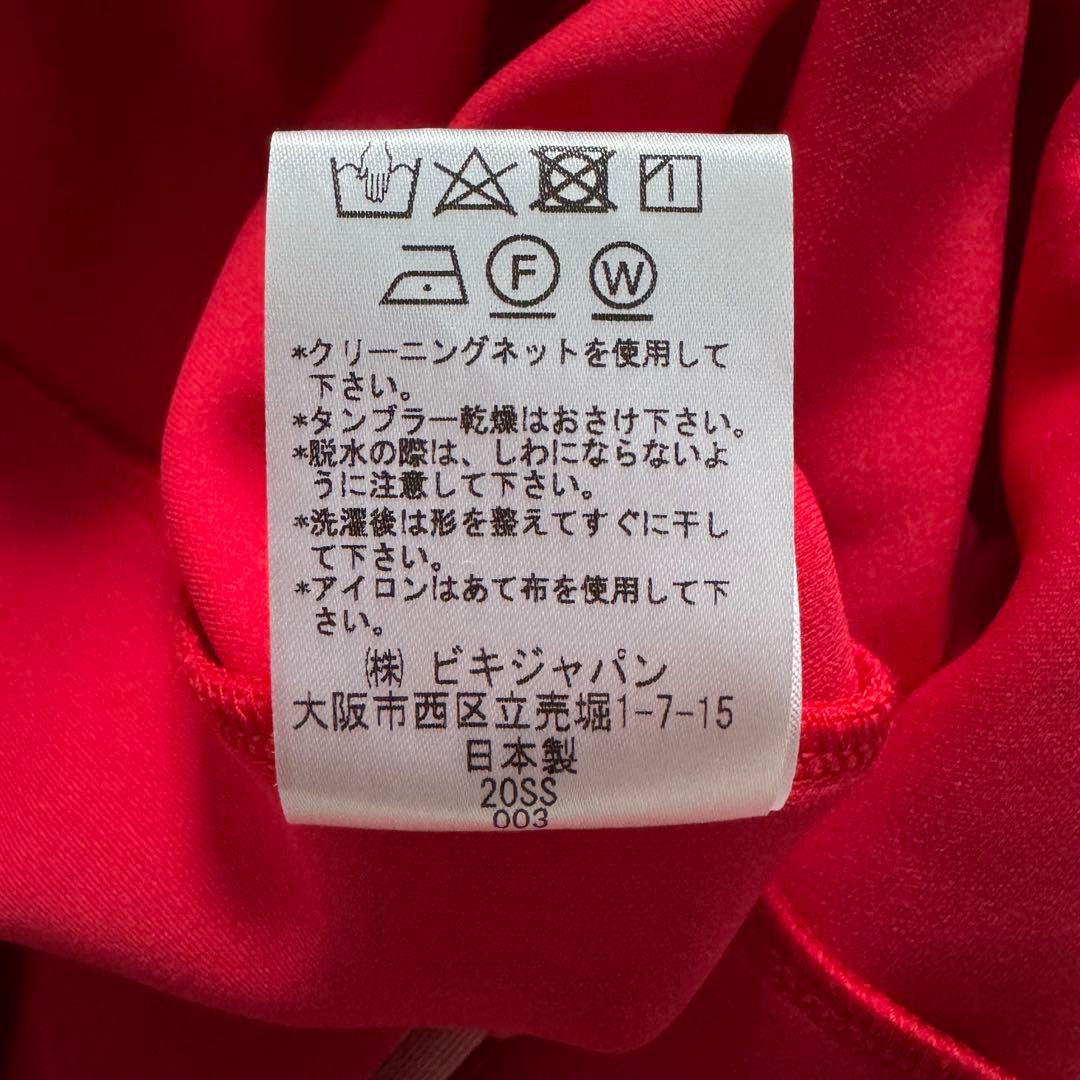 F W
*クリーニングネットを使用して
下さい。
*タンブラー乾燥はおさけ下さい。
*脱水の際は、しわにならないよ
うに注意して下さい。
*洗濯後は形を整えてすぐに干し
て下さい。
*アイロンはあて布を使用して下
さい。
㈱ ビキジャパン
大阪市西区立売堀1-7-15
日本製
20SS
003